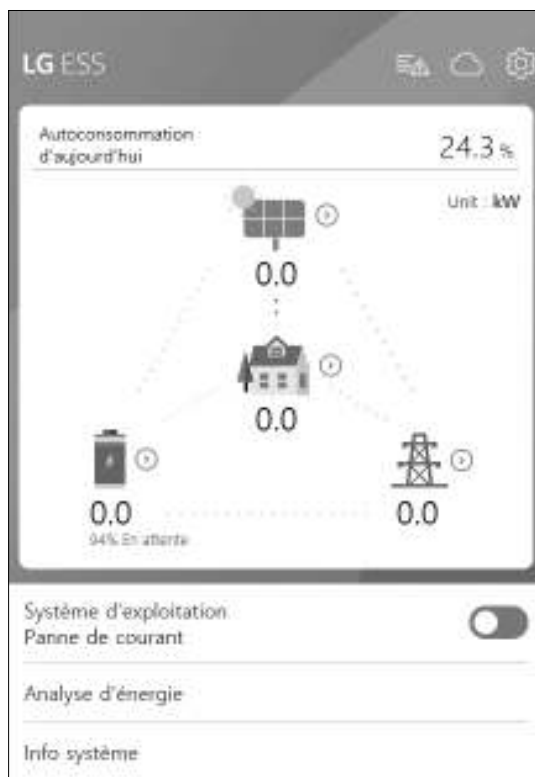 LG ESS
Autoconsommation
d'aujourd'hui
24.3 %
Unit : kW
0.0
0.0
0.0
94% En attente
0.0
Système d'exploitation
Panne de courant
Analyse d'énergie
Info système